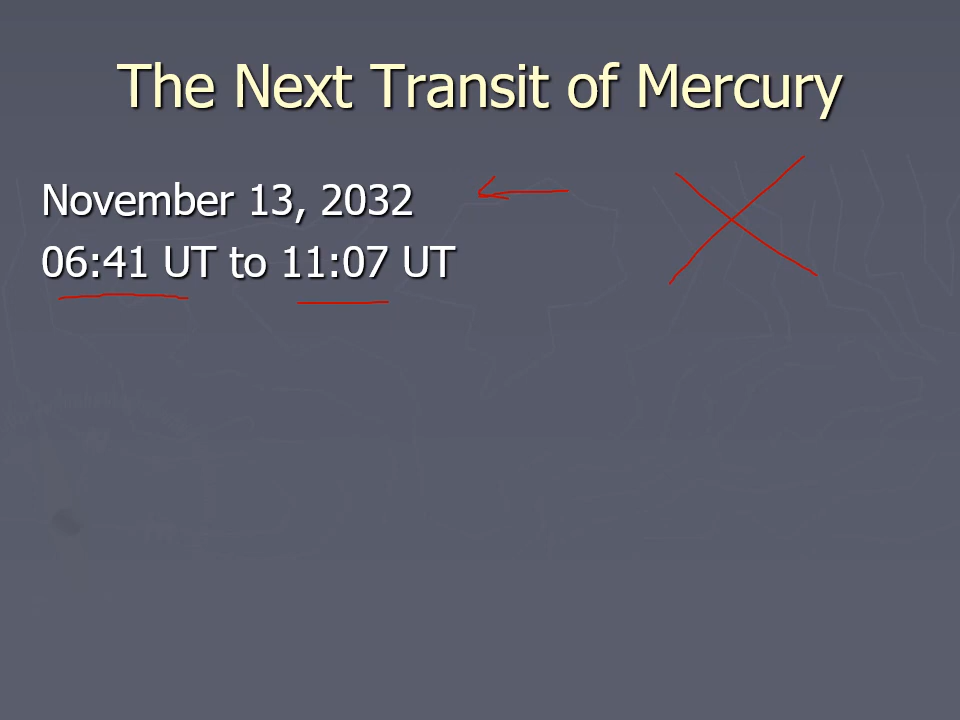 The Next Transit of Mercury
November 13, 2032
06:41 UT to 11:07 UT